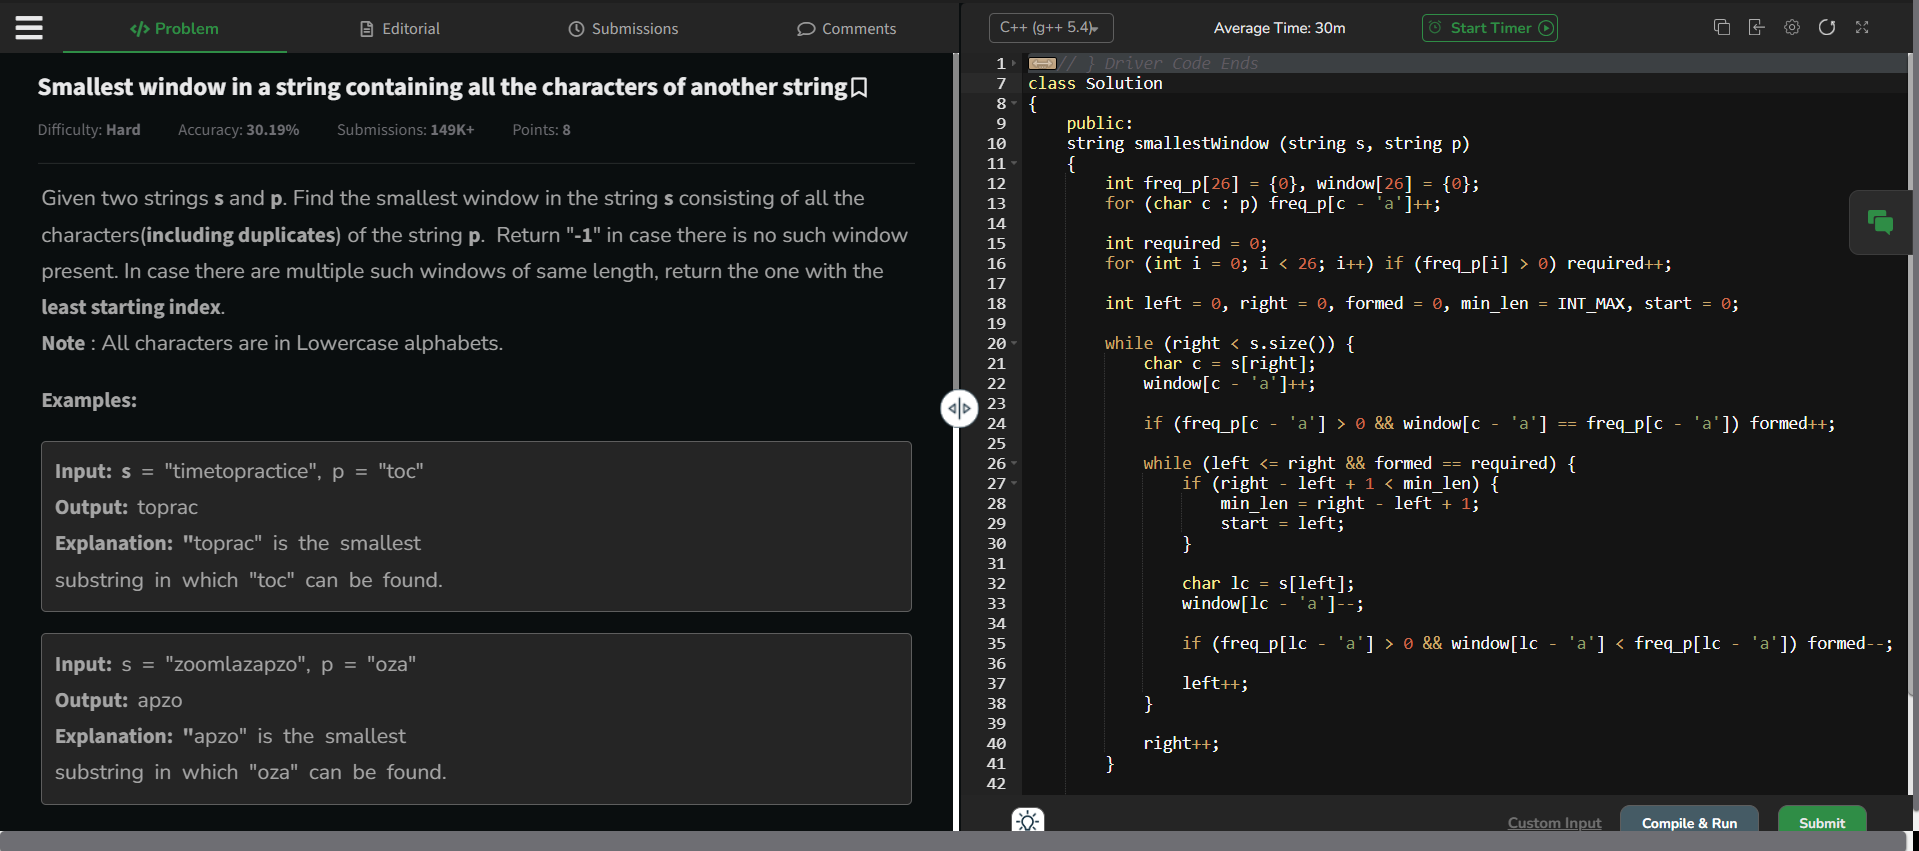 Problem
Editorial
Submissions
Comments
Smallest window in a string containing all the characters of another string
Difficulty: Hard Accuracy: 30.19% Submissions: 149K+ Points: 8
Given two strings s and p. Find the smallest window in the string s consisting of all the
characters(including duplicates) of the string p. Return "-1" in case there is no such window
present. In case there are multiple such windows of same length, return the one with the
least starting index.
Note : All characters are in Lowercase alphabets.
Examples:
Input: s = "timetopractice", p = "toc"
Output: toprac
Explanation: "toprac" is the smallest
substring in which "toc" can be found.
Input: s = "zoomlazapzo", p = "oza"
Output: apzo
Explanation: "apzo" is the smallest
substring in which "oza" can be found.
C++ (g++ 5.4)
Average Time: 30m
Start Timer
1 // } Driver Code Ends
7 class Solution
8 {
9     public:
10     string smallestWindow (string s, string p)
11     {
12         int freq_p[26] = {0}, window[26] = {0};
13         for (char c : p) freq_p[c - 'a']++;
14
15         int required = 0;
16         for (int i = 0; i < 26; i++) if (freq_p[i] > 0) required++;
17
18         int left = 0, right = 0, formed = 0, min_len = INT_MAX, start = 0;
19
20         while (right < s.size()) {
21             char c = s[right];
22             window[c - 'a']++;
23
24             if (freq_p[c - 'a'] > 0 && window[c - 'a'] == freq_p[c - 'a']) formed++;
25
26             while (left <= right && formed == required) {
27                 if (right - left + 1 < min_len) {
28                     min_len = right - left + 1;
29                     start = left;
30                 }
31
32                 char lc = s[left];
33                 window[lc - 'a']--;
34
35                 if (freq_p[lc - 'a'] > 0 && window[lc - 'a'] < freq_p[lc - 'a']) formed--;
36
37                 left++;
38             }
39
40             right++;
41         }
42
Custom Input
Compile & Run
Submit